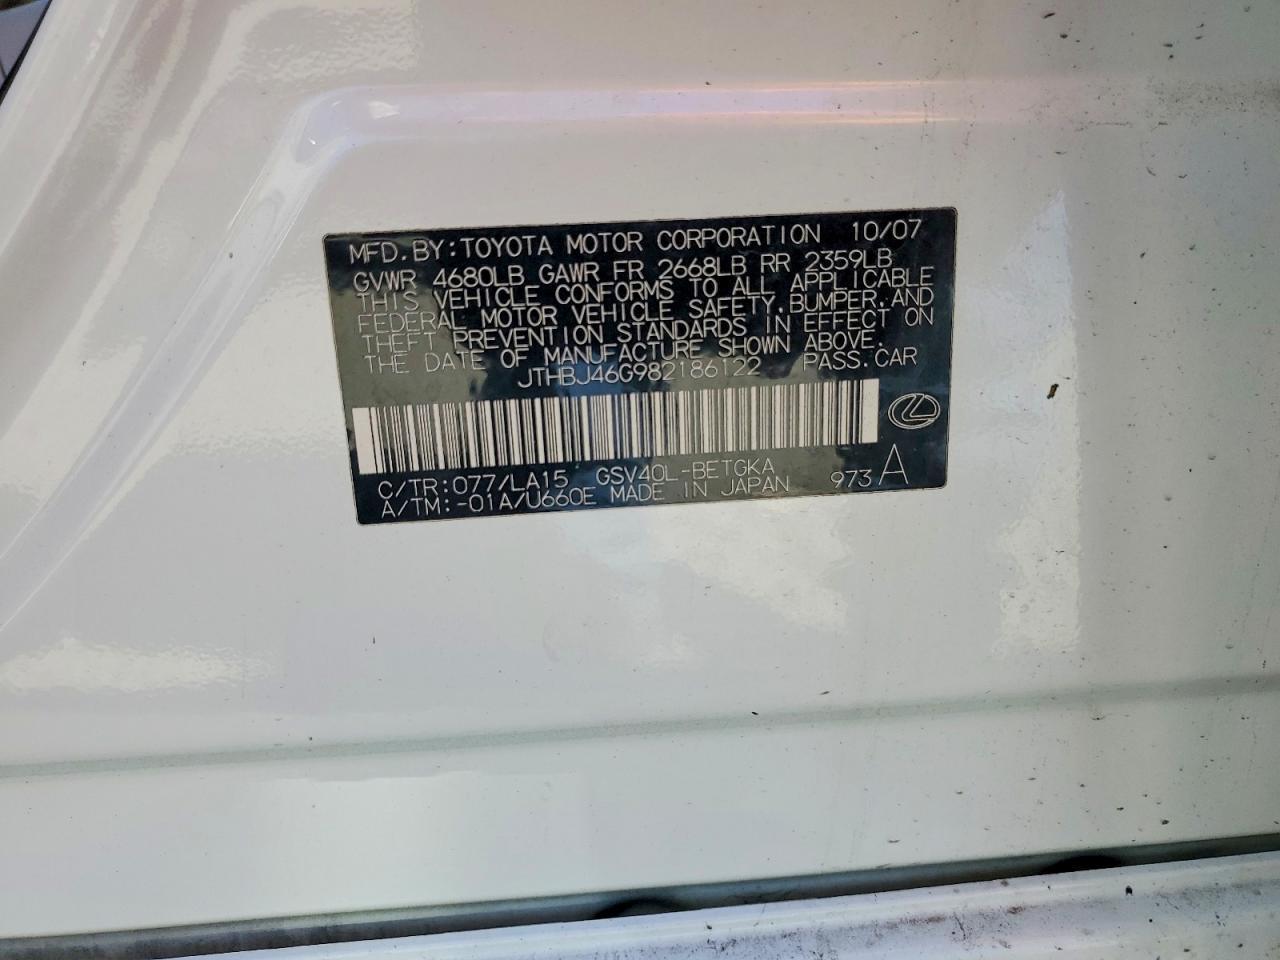 MFD. BY: TOYOTA MOTOR CORPORATION 10/07
GVWR 4680LB GAWR FR 2668LB RR 2359LB
THIS VEHICLE CONFORMS TO ALL APPLICABLE
FEDERAL MOTOR VEHICLE SAFETY, BUMPER, AND
THEFT PREVENTION STANDARDS IN EFFECT ON
THE DATE OF MANUFACTURE SHOWN ABOVE.
JTHBJ46G982186122 PASS. CAR
C/TR: 077/LA15 GSV40L-BETGKA
A/TM: -01A/U660E MADE IN JAPAN 973 A